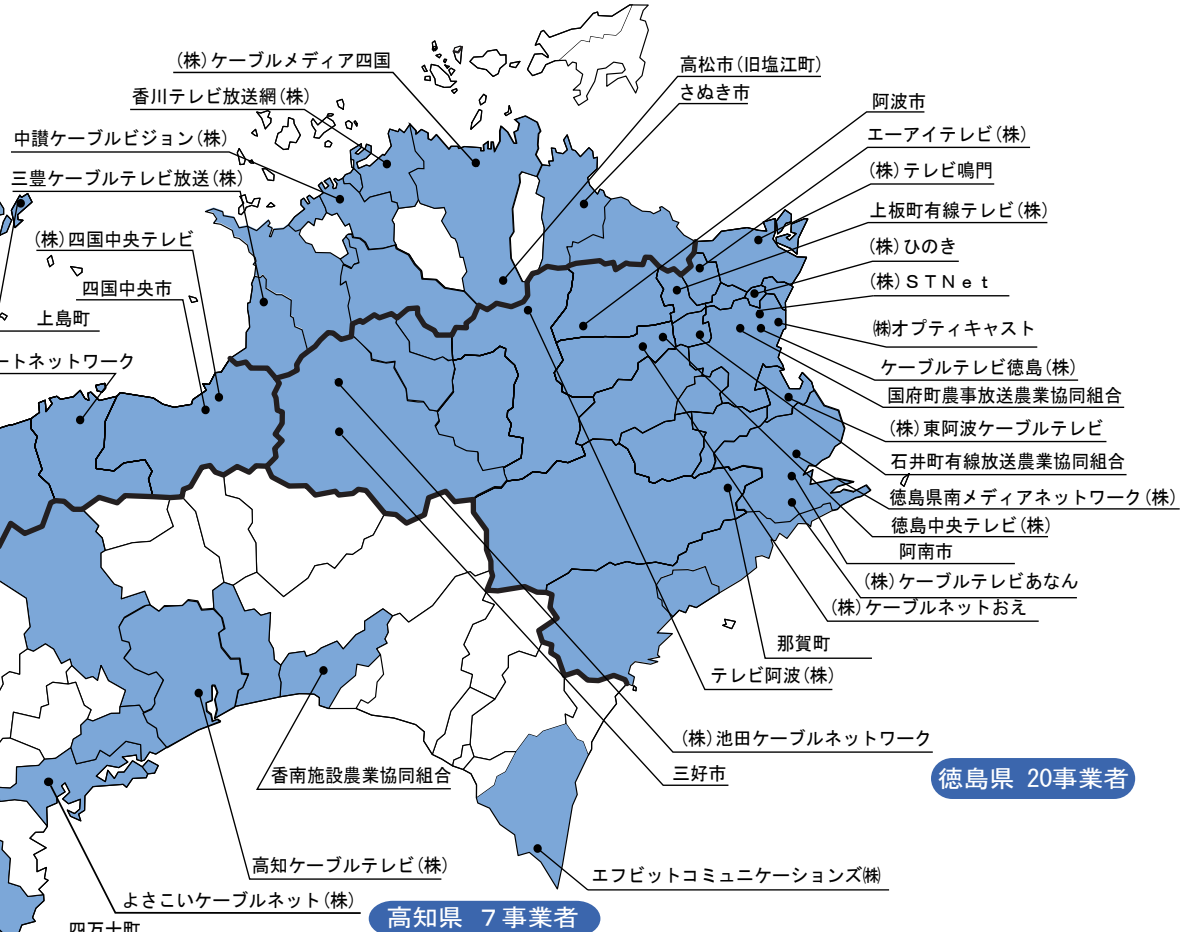 (株)ケーブルメディア四国
香川テレビ放送網(株)
中讃ケーブルビジョン(株)
三豊ケーブルテレビ放送(株)
(株)四国中央テレビ
四国中央市
上島町
ートネットワーク
高松市(旧塩江町)
さぬき市
阿波市
エーアイテレビ(株)
(株)テレビ鳴門
上板町有線テレビ(株)
(株)ひのき
(株)STNet
㈱オプティキャスト
ケーブルテレビ徳島(株)
国府町農事放送農業協同組合
(株)東阿波ケーブルテレビ
石井町有線放送農業協同組合
徳島県南メディアネットワーク(株)
徳島中央テレビ(株)
阿南市
(株)ケーブルテレビあなん
(株)ケーブルネットおえ
那賀町
テレビ阿波(株)
(株)池田ケーブルネットワーク
三好市
徳島県 20事業者
香南施設農業協同組合
高知ケーブルテレビ(株)
エフビットコミュニケーションズ㈱
よさこいケーブルネット(株)
高知県 7事業者
四万十町